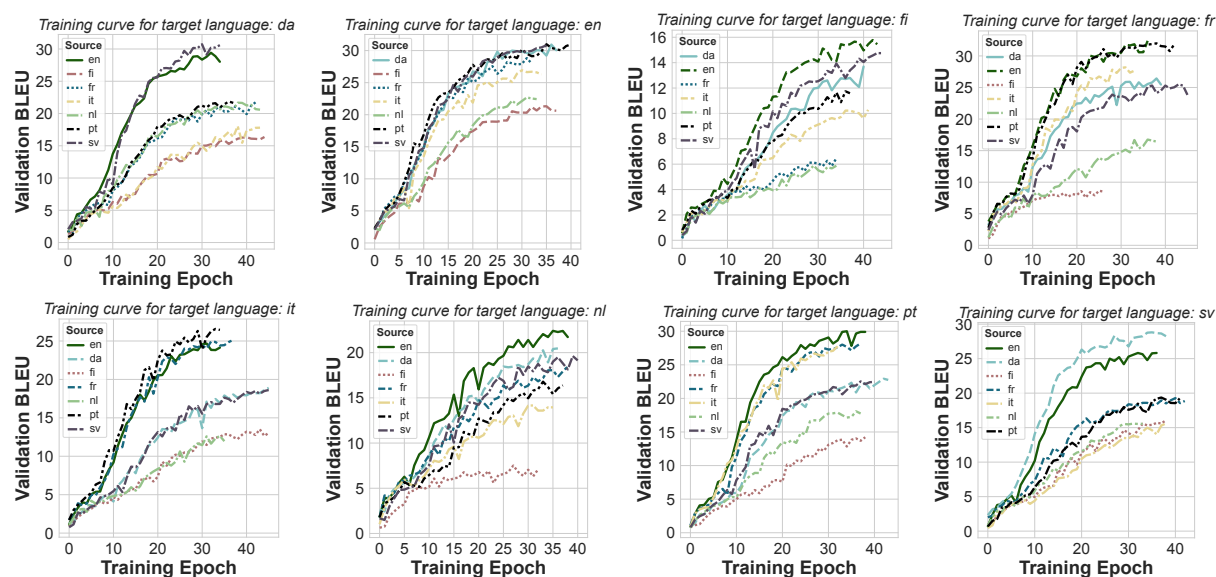 Training curve for target language: da
Validation BLEU
30
25
20
15
10
5
0
Source
en
fi
fr
it
nl
pt
sv
0 10 20 30 40
Training Epoch
Training curve for target language: en
Validation BLEU
30
25
20
15
10
5
0
Source
da
fi
fr
it
nl
pt
sv
0 5 10 15 20 25 30 35 40
Training Epoch
Training curve for target language: fi
Validation BLEU
16
14
12
10
8
6
4
2
0
Source
da
en
fr
it
nl
pt
sv
0 10 20 30 40
Training Epoch
Training curve for target language: fr
Validation BLEU
30
25
20
15
10
5
0
Source
da
en
fi
it
nl
pt
sv
0 10 20 30 40
Training Epoch
Training curve for target language: it
Validation BLEU
25
20
15
10
5
0
Source
en
da
fi
fr
nl
pt
sv
0 10 20 30 40
Training Epoch
Training curve for target language: nl
Validation BLEU
20
15
10
5
0
Source
en
da
fi
fr
it
pt
sv
0 5 10 15 20 25 30 35 40
Training Epoch
Training curve for target language: pt
Validation BLEU
30
25
20
15
10
5
0
Source
en
da
fi
fr
it
nl
sv
0 10 20 30 40
Training Epoch
Training curve for target language: sv
Validation BLEU
30
25
20
15
10
5
0
Source
da
en
fi
fr
it
nl
pt
0 10 20 30 40
Training Epoch